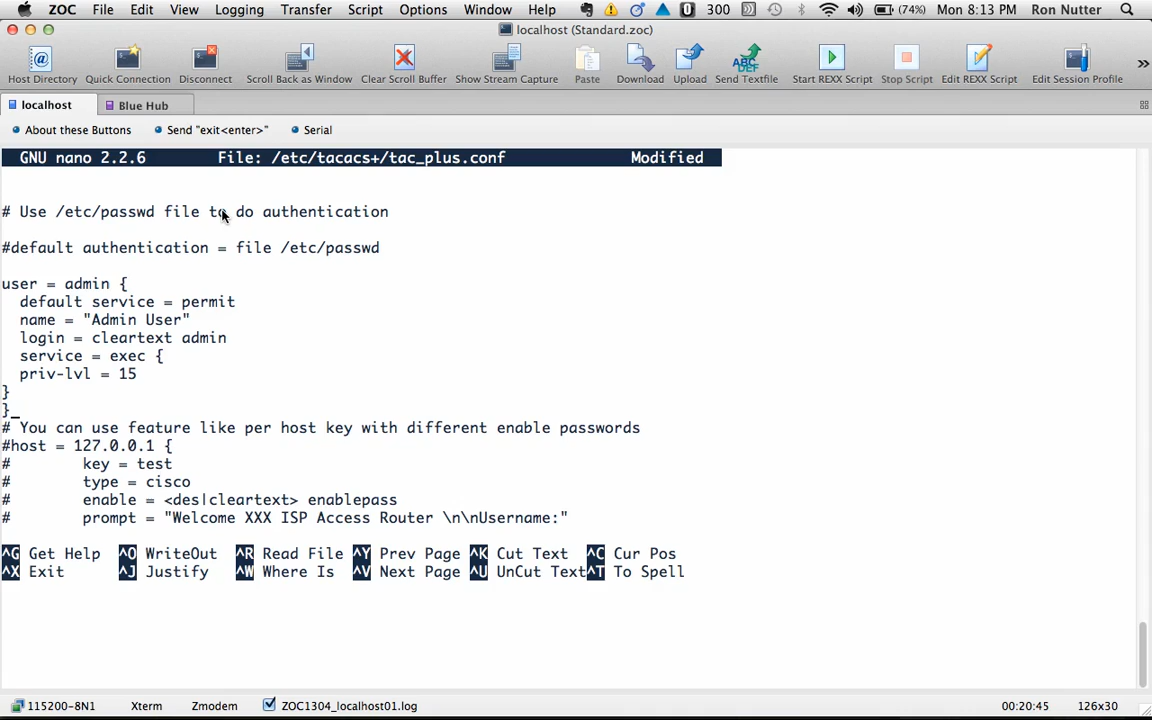 ZOC File Edit View Logging Transfer Script Options Window Help 300 (74%) Mon 8:13 PM Ron Nutter
localhost (Standard.zoc)
Host Directory Quick Connection Disconnect Scroll Back as Window Clear Scroll Buffer Show Stream Capture Paste Download Upload Send Textfile Start REXX Script Stop Script Edit REXX Script Edit Session Profile
localhost Blue Hub
About these Buttons Send "exit<enter>" Serial
GNU nano 2.2.6 File: /etc/tacacs+/tac_plus.conf Modified
# Use /etc/passwd file to do authentication
#default authentication = file /etc/passwd
user = admin {
default service = permit
name = "Admin User"
login = cleartext admin
service = exec {
priv-lvl = 15
}
}_
# You can use feature like per host key with different enable passwords
#host = 127.0.0.1 {
# key = test
# type = cisco
# enable = <des|cleartext> enablepass
# prompt = "Welcome XXX ISP Access Router \n\nUsername:"
^G Get Help ^O WriteOut ^R Read File ^Y Prev Page ^K Cut Text ^C Cur Pos
^X Exit ^J Justify ^W Where Is ^V Next Page ^U UnCut Text ^T To Spell
115200-8N1 Xterm Zmodem ZOC1304_localhost01.log 00:20:45 126x30